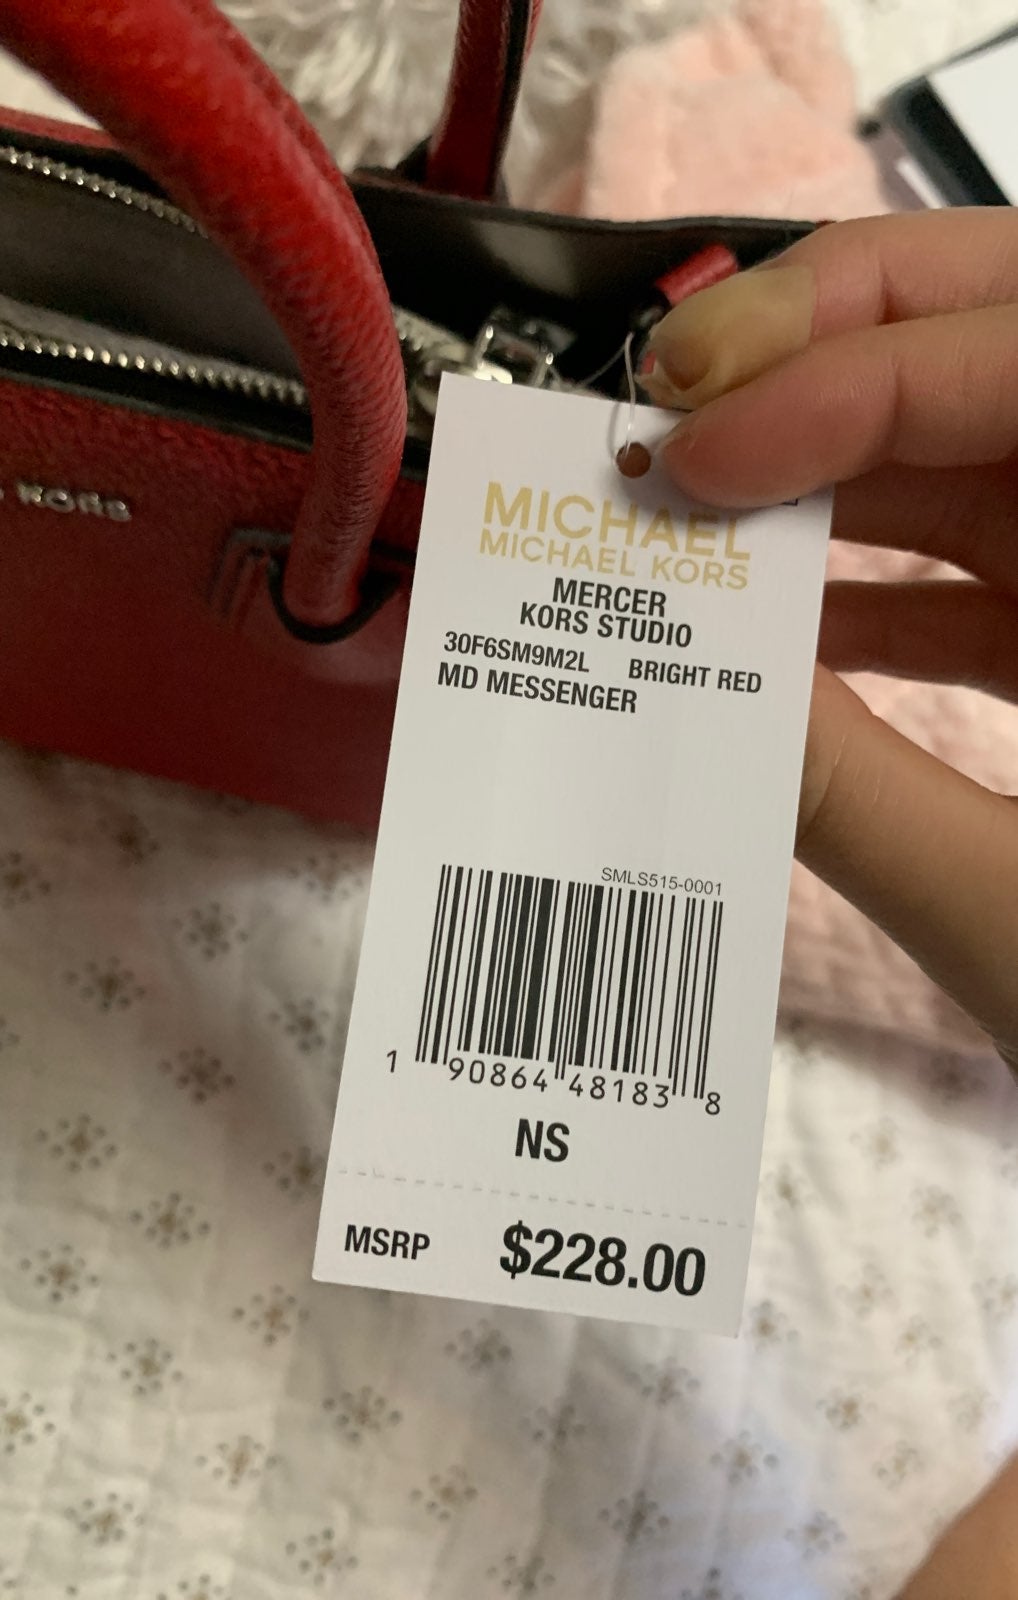 KORS
MICHAEL
MICHAEL KORS
MERCER
KORS STUDIO
30F6SM9M2L BRIGHT RED
MD MESSENGER
SMLS515-0001
1 90864 48183 8
NS
MSRP $228.00